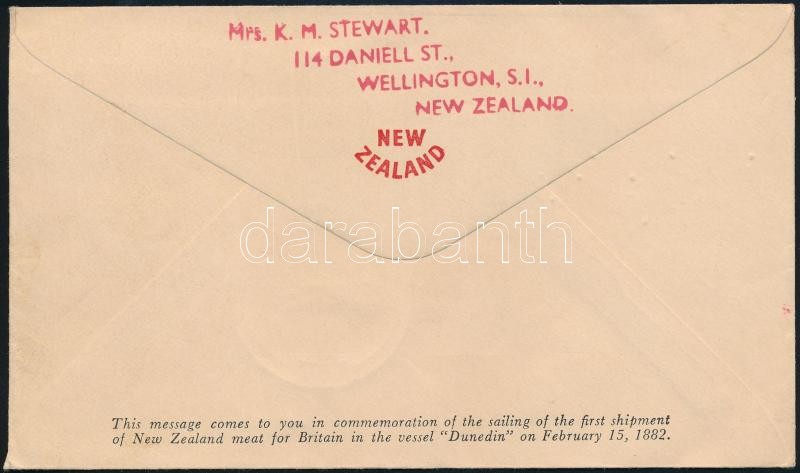 Mrs. K. M. STEWART.
114 DANIELL ST.,
WELLINGTON, S.1.,
NEW ZEALAND.
NEW
ZEALAND
darabanth
This message comes to you in commemoration of the sailing of the first shipment
of New Zealand meat for Britain in the vessel "Dunedin" on February 15, 1882.